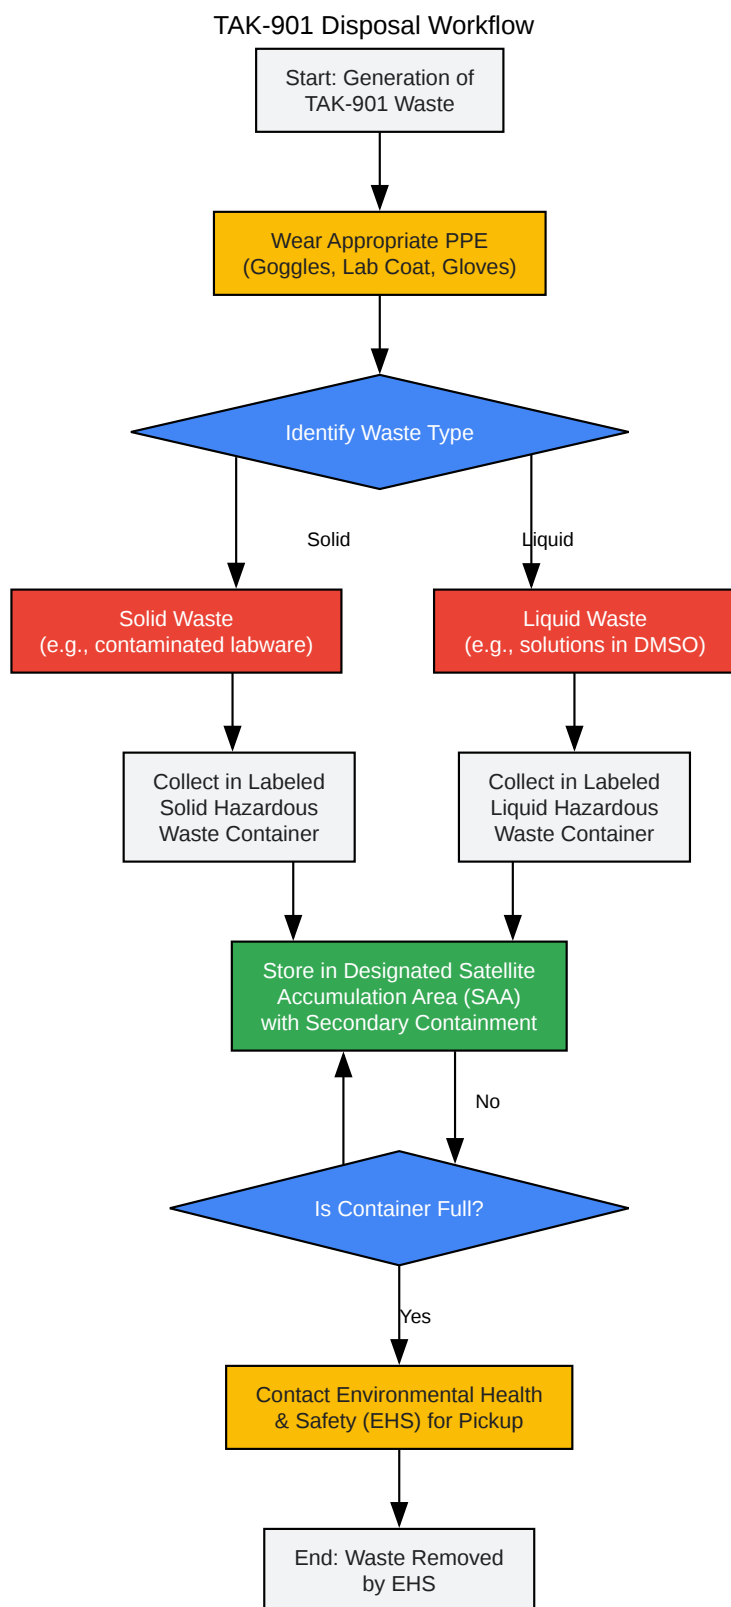 TAK-901 Disposal Workflow
Start: Generation of
TAK-901 Waste
Wear Appropriate PPE
(Goggles, Lab Coat, Gloves)
Identify Waste Type
Solid
Liquid
Solid Waste
(e.g., contaminated labware)
Liquid Waste
(e.g., solutions in DMSO)
Collect in Labeled
Solid Hazardous
Waste Container
Collect in Labeled
Liquid Hazardous
Waste Container
Store in Designated Satellite
Accumulation Area (SAA)
with Secondary Containment
No
Is Container Full?
Yes
Contact Environmental Health
& Safety (EHS) for Pickup
End: Waste Removed
by EHS